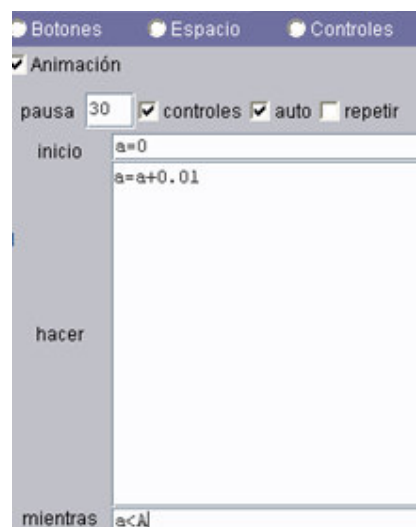 Botones Espacio Controles
Animación
pausa 30 controles auto repetir
inicio a=0
a=a+0.01
hacer
mientras a<A